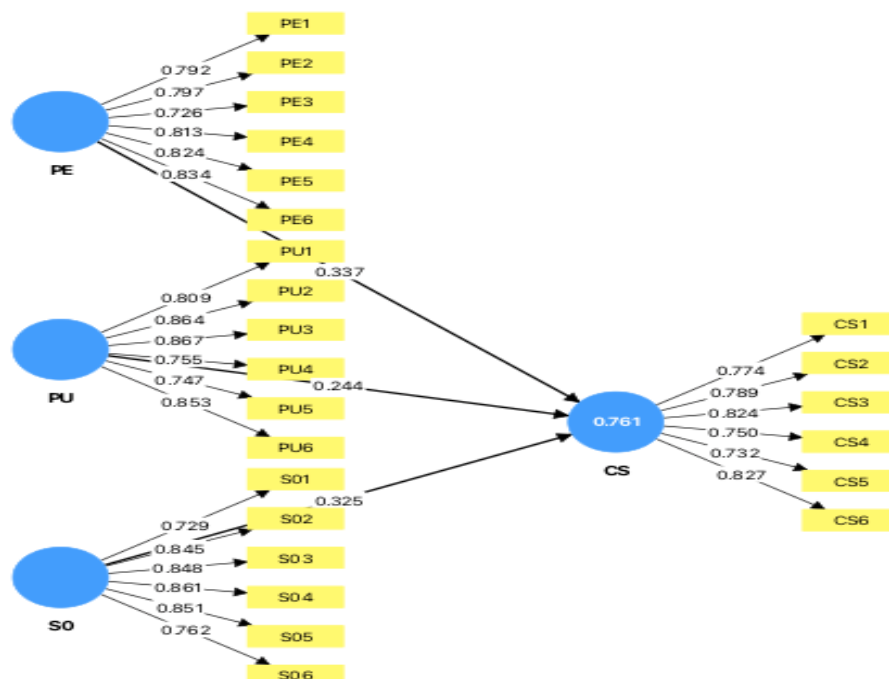 PE1
0.792
PE2
0.797
PE3
0.726
PE4
0.813
PE5
0.824
PE6
0.834
PE
0.337
PU1
0.809
PU2
0.864
PU3
0.867
PU4
0.755
PU5
0.747
PU6
0.853
PU
0.244
CS1
0.774
CS2
0.789
CS3
0.824
CS4
0.750
CS5
0.732
CS6
0.827
0.761
CS
S01
0.729
0.325
S02
0.845
S03
0.848
S04
0.861
S05
0.851
S06
0.762
S0